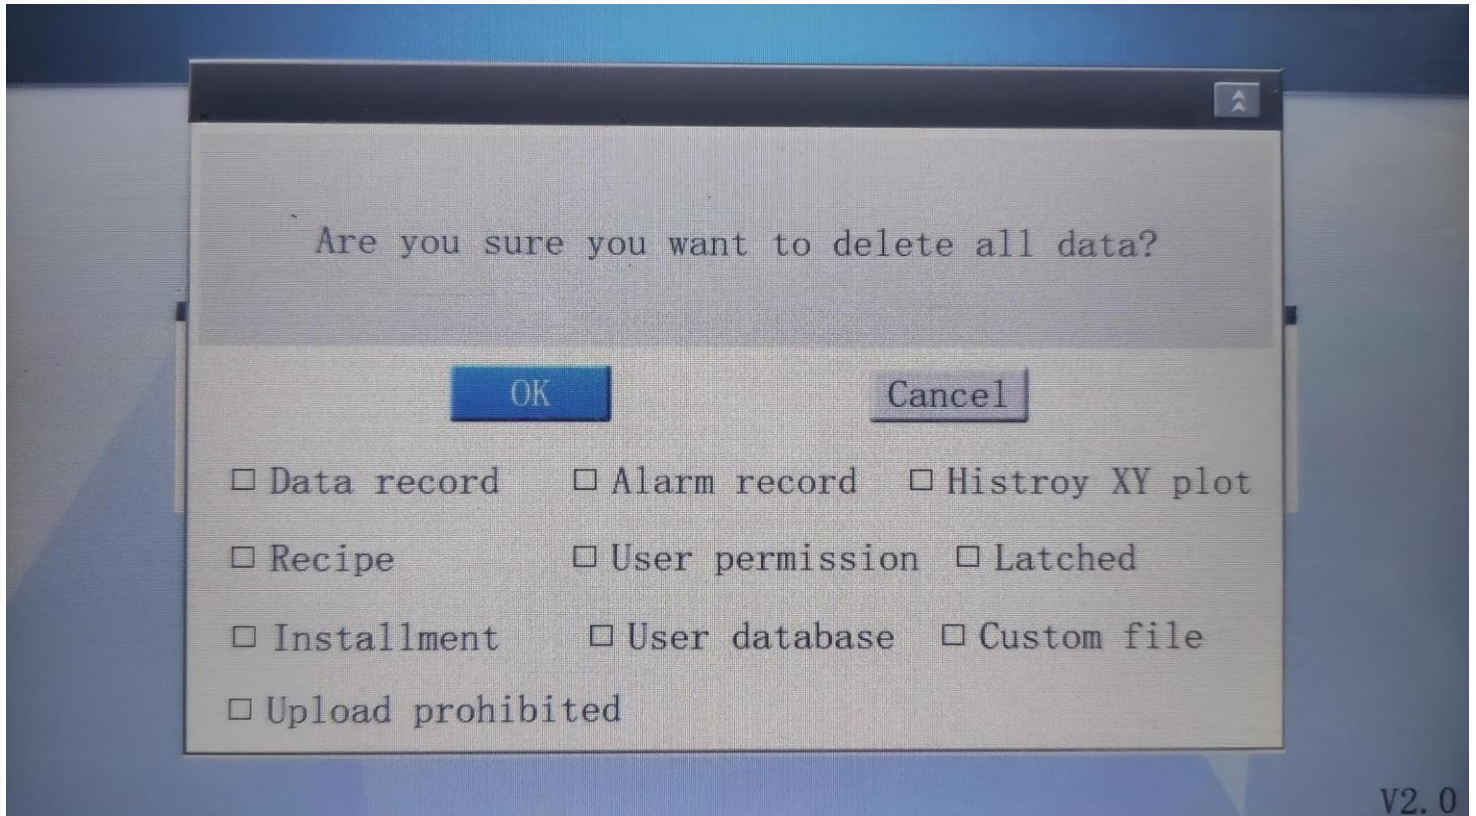 Are you sure you want to delete all data?
OK Cancel
Data record Alarm record Histroy XY plot
Recipe User permission Latched
Installment User database Custom file
Upload prohibited
V2.0